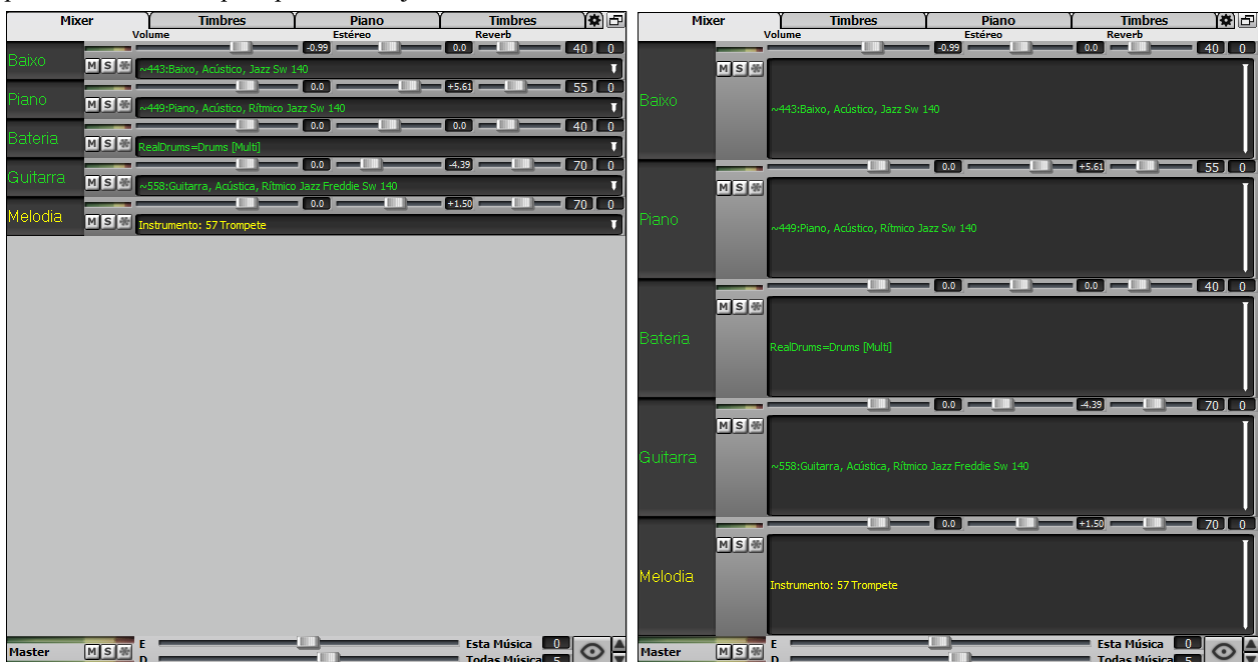 Mixer Timbres Piano Timbres
Volume Estéreo Reverb
Baixo -0.99 0.0 40 0
M S ~443:Baixo, Acústico, Jazz Sw 140
Piano 0.0 +5.61 55 0
M S ~449:Piano, Acústico, Rítmico Jazz Sw 140
Bateria 0.0 0.0 40 0
M S RealDrums=Drums [Multi]
Guitarra 0.0 -4.39 70 0
M S ~558:Guitarra, Acústica, Rítmico Jazz Freddie Sw 140
Melodia 0.0 +1.50 70 0
M S Instrumento: 57 Trompete
Master M S E Esta Música 0
D Todas Música 5
Mixer Timbres Piano Timbres
Volume Estéreo Reverb
-0.99 0.0 40 0
M S
Baixo ~443:Baixo, Acústico, Jazz Sw 140
0.0 +5.61 55 0
M S
Piano ~449:Piano, Acústico, Rítmico Jazz Sw 140
0.0 0.0 40 0
M S
Bateria RealDrums=Drums [Multi]
0.0 -4.39 70 0
M S
Guitarra ~558:Guitarra, Acústica, Rítmico Jazz Freddie Sw 140
0.0 +1.50 70 0
M S
Melodia Instrumento: 57 Trompete
Master M S E Esta Música 0
D Todas Música 5